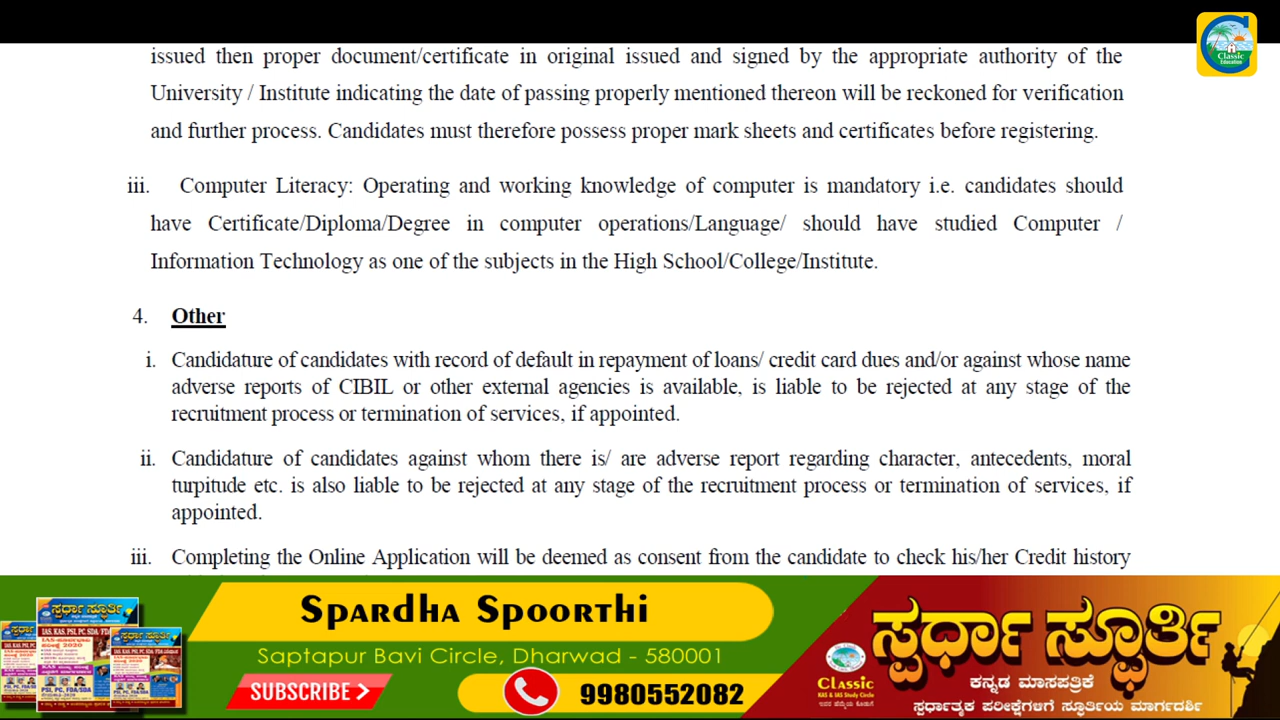 Classic
Education
issued then proper document/certificate in original issued and signed by the appropriate authority of the
University / Institute indicating the date of passing properly mentioned thereon will be reckoned for verification
and further process. Candidates must therefore possess proper mark sheets and certificates before registering.
iii. Computer Literacy: Operating and working knowledge of computer is mandatory i.e. candidates should
have Certificate/Diploma/Degree in computer operations/Language/ should have studied Computer /
Information Technology as one of the subjects in the High School/College/Institute.
4. Other
i. Candidature of candidates with record of default in repayment of loans/ credit card dues and/or against whose name
adverse reports of CIBIL or other external agencies is available, is liable to be rejected at any stage of the
recruitment process or termination of services, if appointed.
ii. Candidature of candidates against whom there is/ are adverse report regarding character, antecedents, moral
turpitude etc. is also liable to be rejected at any stage of the recruitment process or termination of services, if
appointed.
iii. Completing the Online Application will be deemed as consent from the candidate to check his/her Credit history
Spardha Spoorthi
Saptapur Bavi Circle, Dharwad - 580001
SUBSCRIBE >
9980552082
ಸ್ಪರ್ಧಾ ಸ್ಫೂರ್ತಿ
Classic
KAS & IAS Study Circle
ಕನ್ನಡ ಮಾಸಪತ್ರಿಕೆ
ಸ್ಪರ್ಧಾತ್ಮಕ ಪರೀಕ್ಷೆಗಳಿಗೆ ಸ್ಫೂರ್ತಿಯ ಮಾರ್ಗದರ್ಶಿ
ಸ್ಪರ್ಧಾ ಸ್ಫೂರ್ತಿ